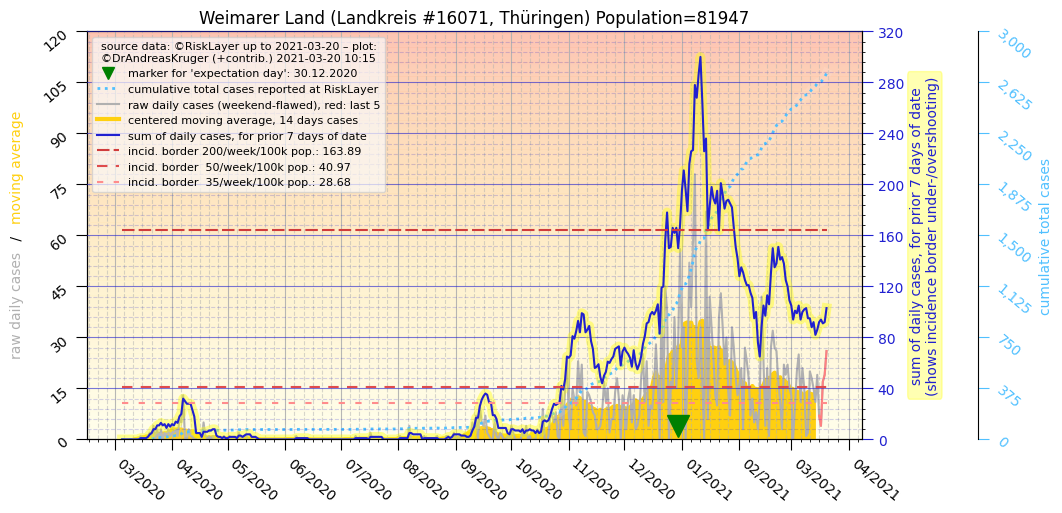 Weimarer Land (Landkreis #16071, Thüringen) Population=81947
source data: ©RiskLayer up to 2021-03-20 – plot:
©DrAndreasKruger (+contrib.) 2021-03-20 10:15
marker for 'expectation day': 30.12.2020
cumulative total cases reported at RiskLayer
raw daily cases (weekend-flawed), red: last 5
centered moving average, 14 days cases
sum of daily cases, for prior 7 days of date
incid. border 200/week/100k pop.: 163.89
incid. border  50/week/100k pop.: 40.97
incid. border  35/week/100k pop.: 28.68
raw daily cases / moving average
120
105
90
75
60
45
30
15
0
320
280
240
200
160
120
80
40
0
sum of daily cases, for prior 7 days of date
(shows incidence border under-/overshooting)
3,000
2,625
2,250
1,875
1,500
1,125
750
375
0
cumulative total cases
03/2020
04/2020
05/2020
06/2020
07/2020
08/2020
09/2020
10/2020
11/2020
12/2020
01/2021
02/2021
03/2021
04/2021